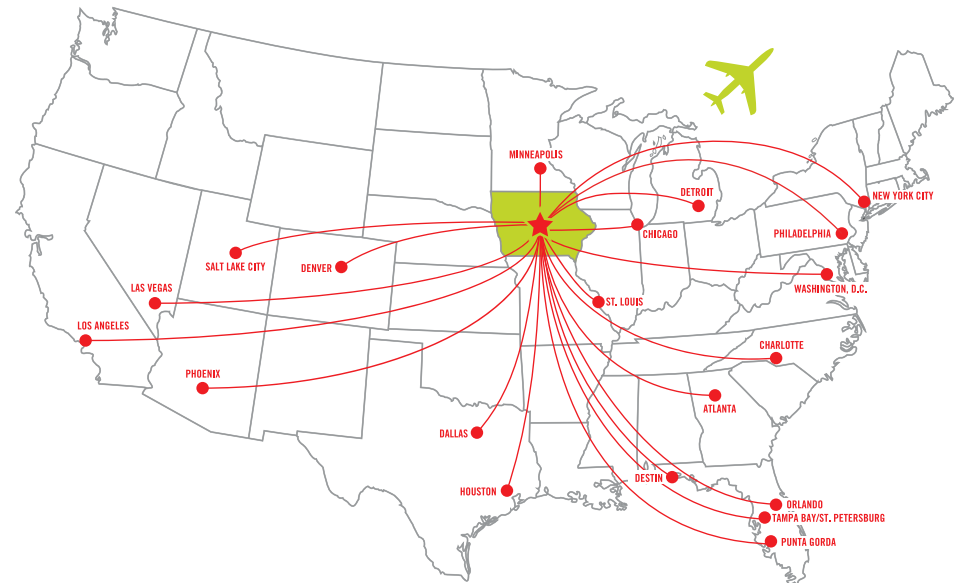 MINNEAPOLIS
DETROIT
NEW YORK CITY
CHICAGO
PHILADELPHIA
SALT LAKE CITY
DENVER
WASHINGTON, D.C.
LAS VEGAS
ST. LOUIS
LOS ANGELES
CHARLOTTE
PHOENIX
ATLANTA
DALLAS
DESTIN
HOUSTON
ORLANDO
TAMPA BAY/ST. PETERSBURG
PUNTA GORDA